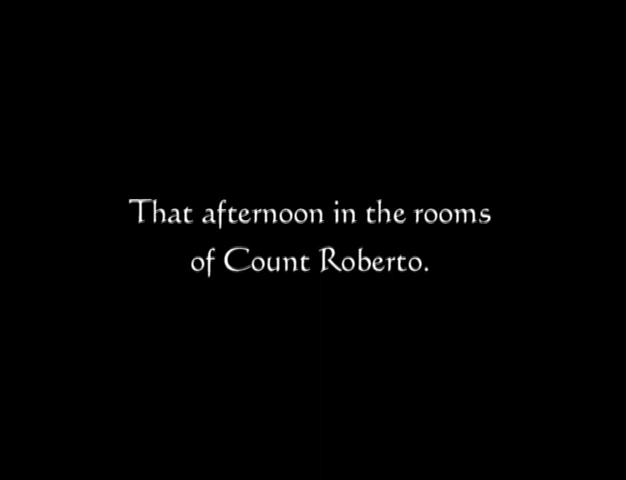 That afternoon in the rooms
of Count Roberto.